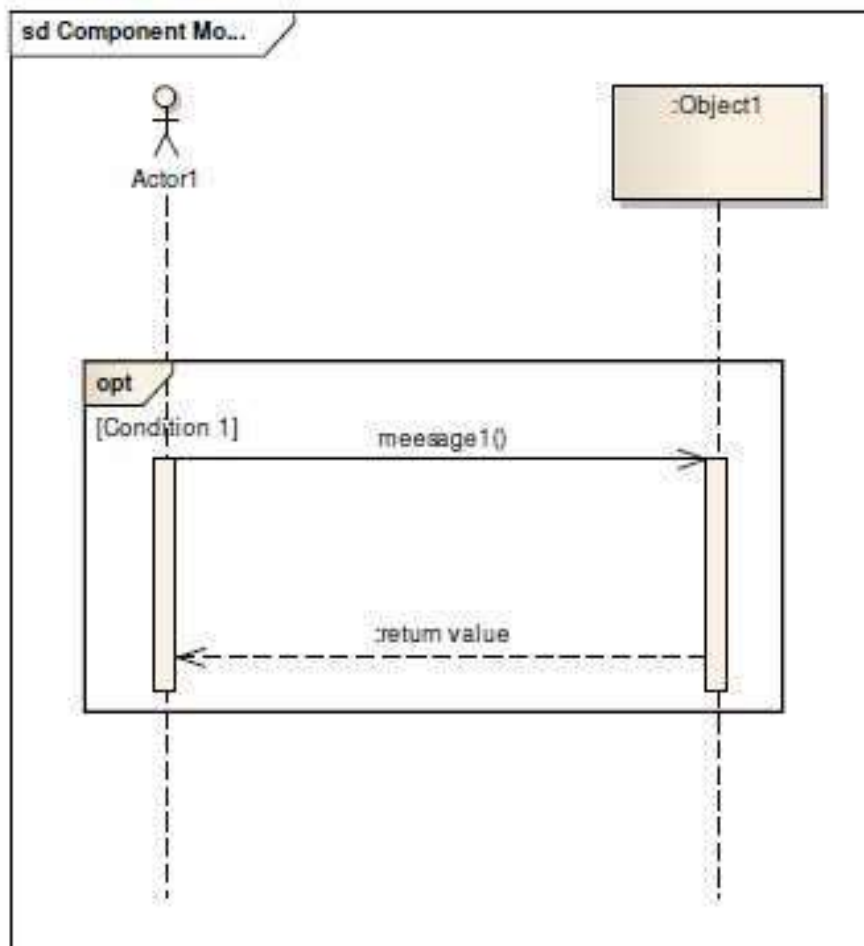 sd Component Mo...
Actor1
:Object1
opt
[Condition 1]
meesage1()
:return value